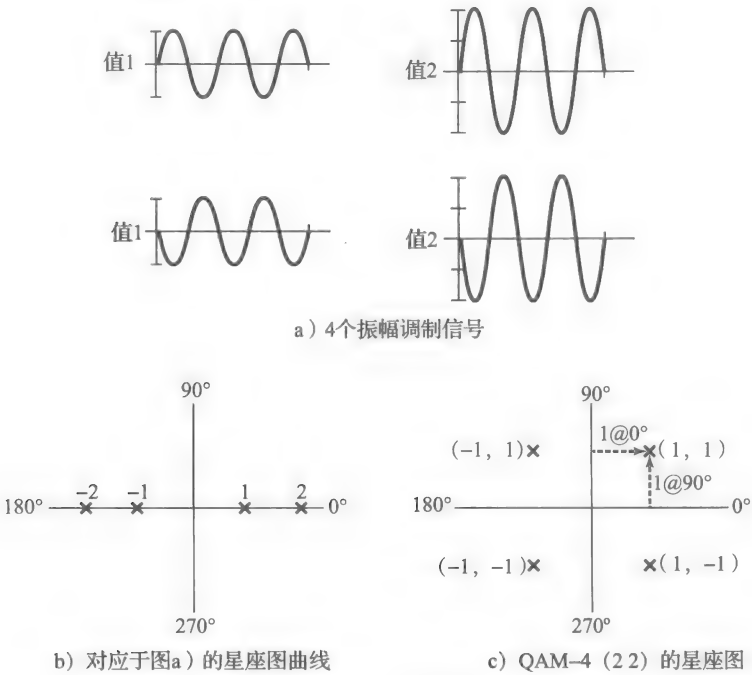 值1
值2
值1
值2
a）4个振幅调制信号
90°
180°
-2
-1
1
2
0°
270°
b）对应于图a）的星座图曲线
90°
1@0°
(-1, 1)
(1, 1)
1@90°
180°
0°
(-1, -1)
(1, -1)
270°
c）QAM-4（2 2）的星座图